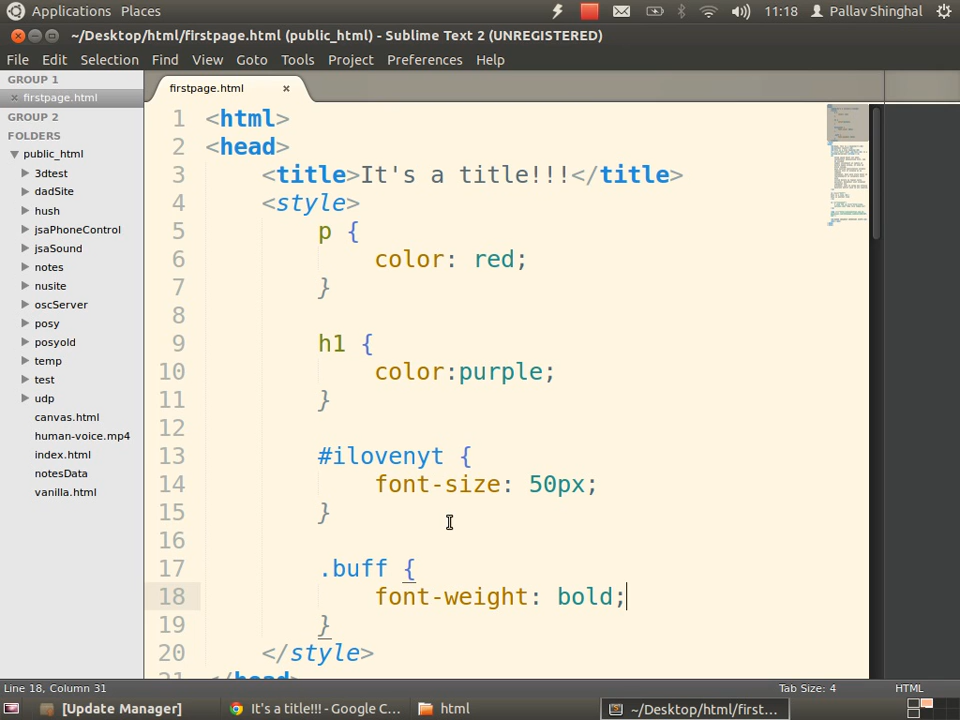 Applications Places 11:18 Pallav Shinghal
~/Desktop/html/firstpage.html (public_html) - Sublime Text 2 (UNREGISTERED)
File Edit Selection Find View Goto Tools Project Preferences Help
GROUP 1
firstpage.html
GROUP 2
FOLDERS
public_html
3dtest
dadSite
hush
jsaPhoneControl
jsaSound
notes
nusite
oscServer
posy
posyold
temp
test
udp
canvas.html
human-voice.mp4
index.html
notesData
vanilla.html
firstpage.html
1 <html>
2 <head>
3 <title>It's a title!!!</title>
4 <style>
5 p {
6 color: red;
7 }
8
9 h1 {
10 color:purple;
11 }
12
13 #ilovenyt {
14 font-size: 50px;
15 }
16
17 .buff {
18 font-weight: bold;
19 }
20 </style>
21 </head>
Line 18, Column 31 Tab Size: 4 HTML
[Update Manager] It's a title!!! - Google C... html ~/Desktop/html/first...